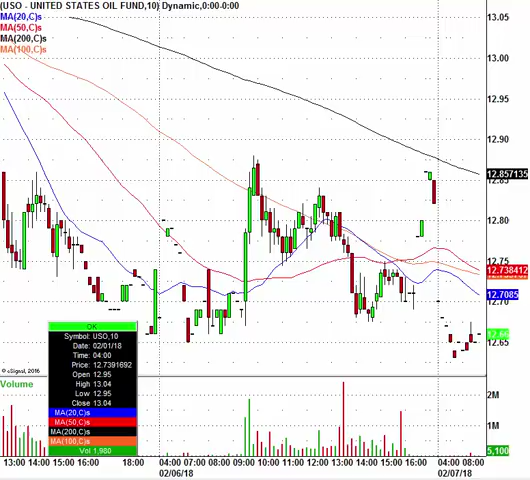 (USO - UNITED STATES OIL FUND,10) Dynamic,0:00-0:00
MA(20,C)s
MA(50,C)s
MA(200,C)s
MA(100,C)s
13.05
13.00
12.95
12.90
12.857135
12.80
12.75
12.738412
12.70
12.7085
12.65
© eSignal, 2016
OK
Symbol: USO,10
Date: 02/01/18
Time: 04:00
Price: 12.7391692
Open 12.95
High 13.04
Low 12.95
Close 13.04
MA(20,C)s
MA(50,C)s
MA(200,C)s
MA(100,C)s
Vol 1,980
Volume
2M
1M
5,100
13:00 14:00 15:00 18:00 04:00 07:00 08:00 9:00 10:00 11:00 12:00 13:00 14:00 15:00 16:00 04:00 08:00
02/06/18 02/07/18